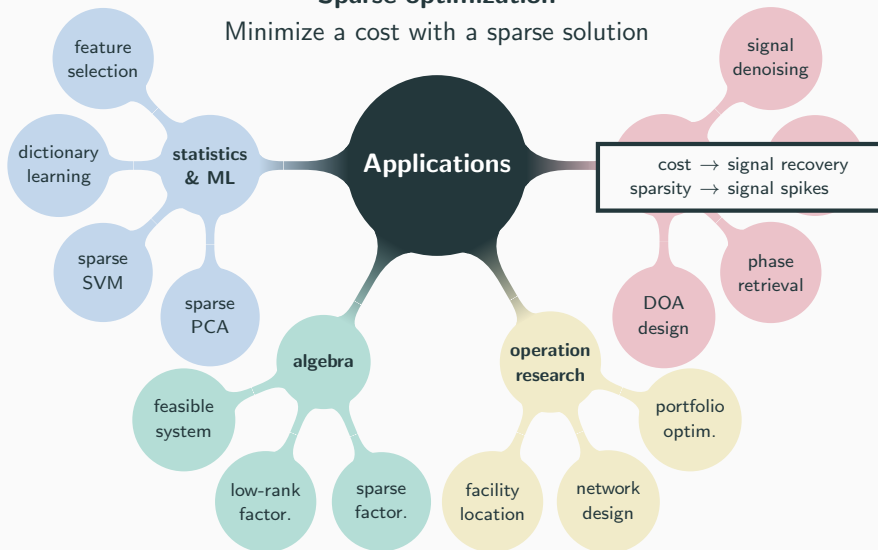 Sparse optimization
Minimize a cost with a sparse solution
feature
selection
signal
denoising
dictionary
learning
statistics
& ML
Applications
cost → signal recovery
sparsity → signal spikes
sparse
SVM
phase
retrieval
sparse
PCA
DOA
design
algebra
operation
research
feasible
system
portfolio
optim.
low-rank
factor.
sparse
factor.
facility
location
network
design